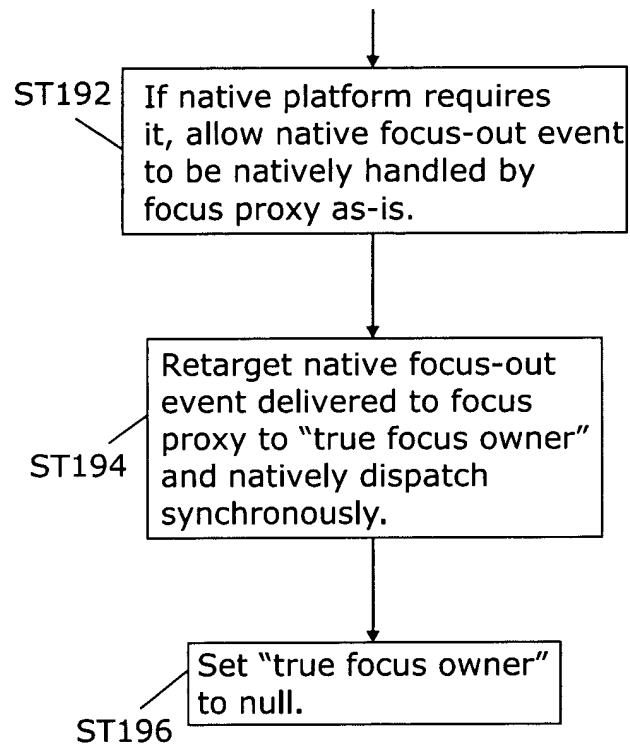 ST192
If native platform requires
it, allow native focus-out event
to be natively handled by
focus proxy as-is.
Retarget native focus-out
event delivered to focus
proxy to “true focus owner”
and natively dispatch
synchronously.
ST194
Set “true focus owner”
to null.
ST196